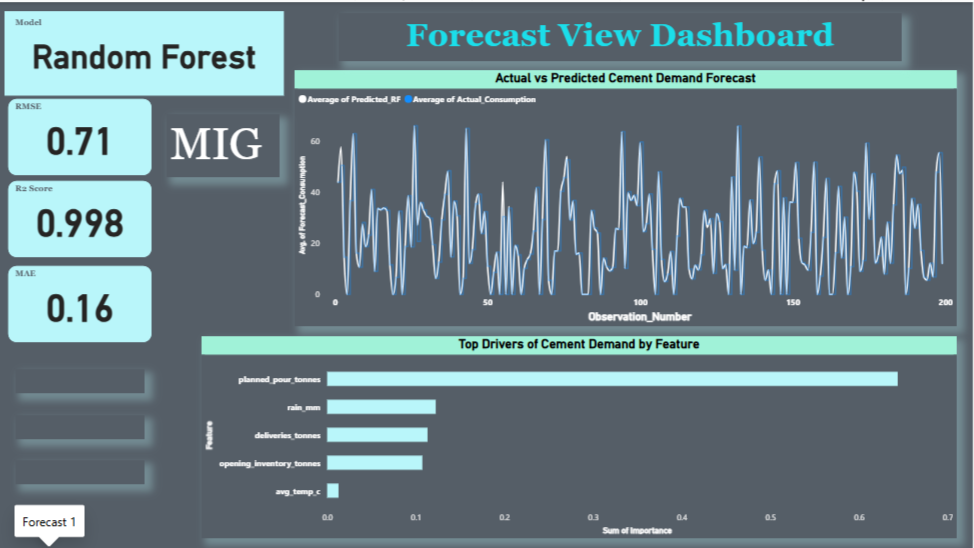 Model
Random Forest
Forecast View Dashboard
RMSE
0.71
MIG
R2 Score
0.998
MAE
0.16
Actual vs Predicted Cement Demand Forecast
Average of Predicted_RF Average of Actual_Consumption
Avg. of Forecast_Consumption
60
40
20
0
0 50 100 150 200
Observation_Number
Top Drivers of Cement Demand by Feature
Feature
planned_pour_tonnes
rain_mm
deliveries_tonnes
opening_inventory_tonnes
avg_temp_c
0.0 0.1 0.2 0.3 0.4 0.5 0.6 0.7
Sum of Importance
Forecast 1